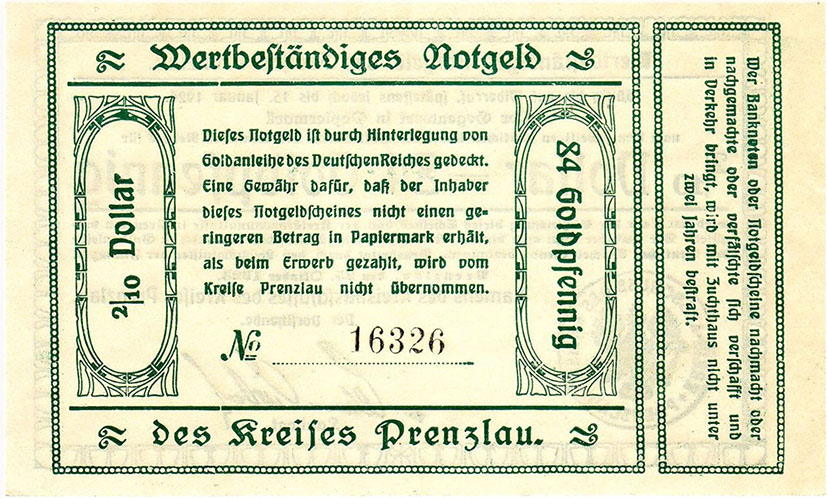 Wertbeständiges Notgeld
Dieses Notgeld ist durch Hinterlegung von
Goldanleihe des Deutschen Reiches gedeckt.
Eine Gewähr dafür, daß der Inhaber
dieses Notgeldscheines nicht einen ge-
ringeren Betrag in Papiermark erhält,
als beim Erwerb gezahlt, wird vom
Kreise Prenzlau nicht übernommen.
2/10 Dollar
84 Goldpfennig
№ 16326
des Kreises Prenzlau.
Wer Banknoten oder Notgeldscheine nachmacht oder
nachgemachte oder verfälschte sich verschafft und
in Verkehr bringt, wird mit Zuchthaus nicht unter
zwei Jahren bestraft.